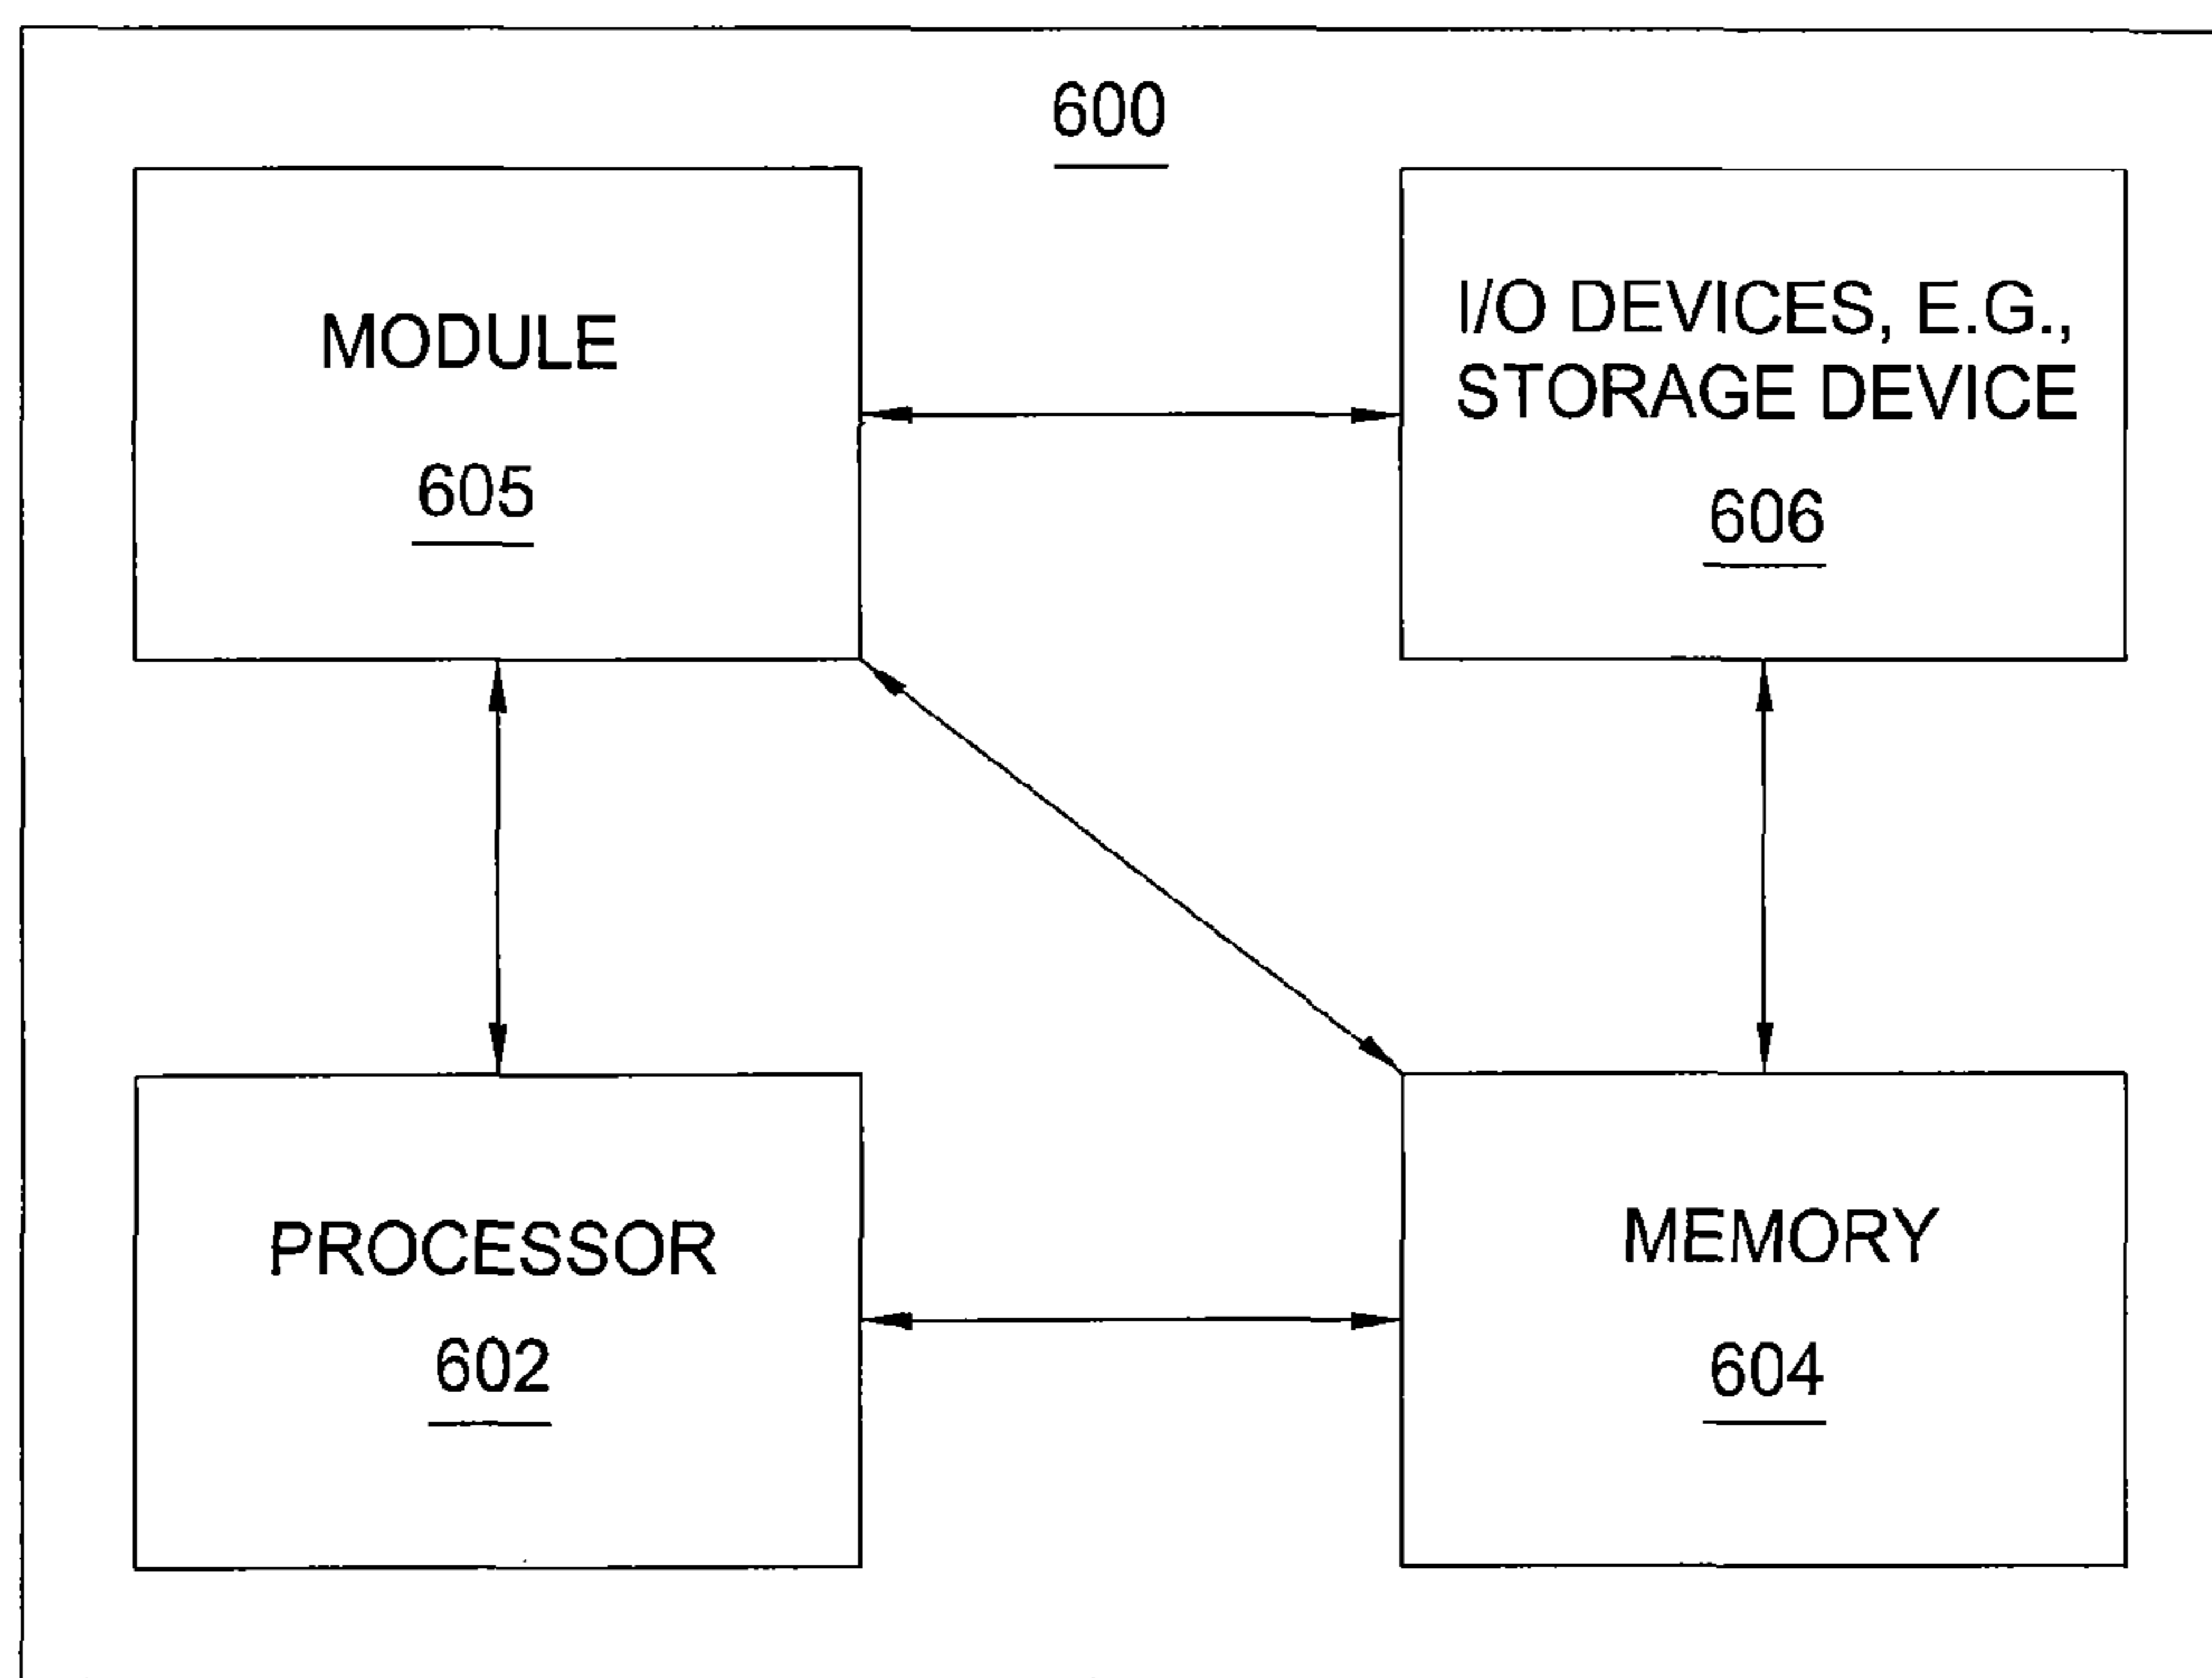 600
MODULE
605
I/O DEVICES, E.G.,
STORAGE DEVICE
606
PROCESSOR
602
MEMORY
604